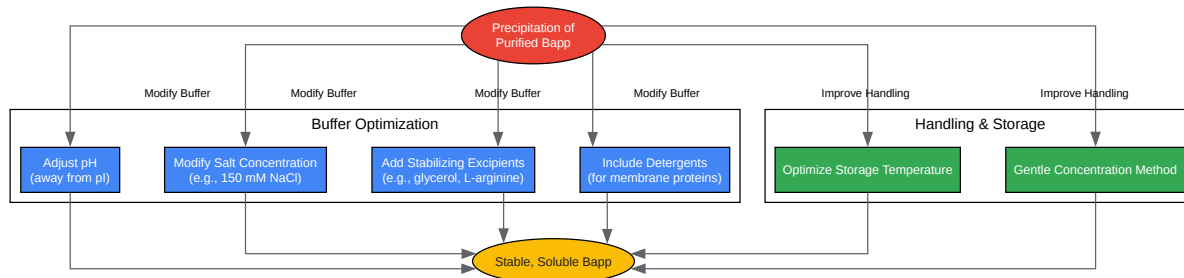 Precipitation of
Purified Bapp
Modify Buffer
Modify Buffer
Modify Buffer
Modify Buffer
Improve Handling
Improve Handling
Buffer Optimization
Handling & Storage
Adjust pH
(away from pI)
Modify Salt Concentration
(e.g., 150 mM NaCl)
Add Stabilizing Excipients
(e.g., glycerol, L-arginine)
Include Detergents
(for membrane proteins)
Optimize Storage Temperature
Gentle Concentration Method
Stable, Soluble Bapp